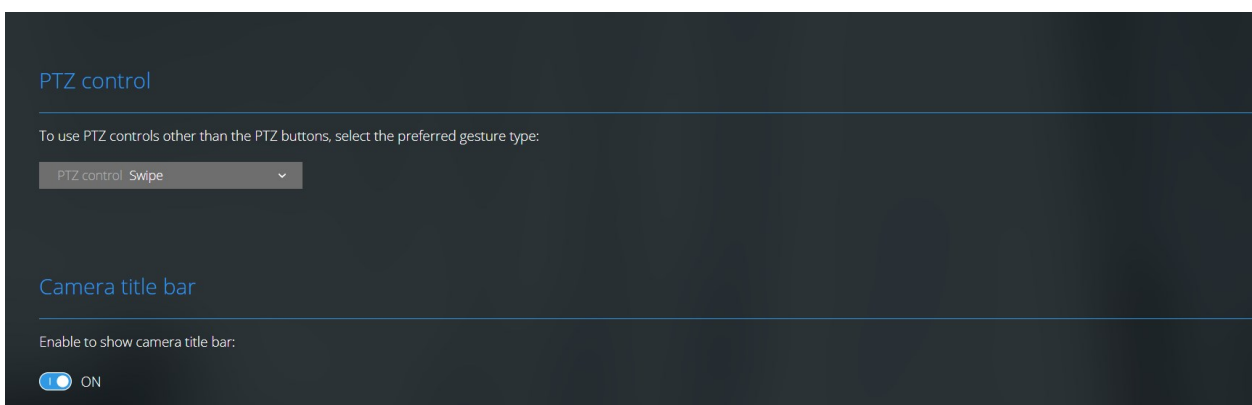 PTZ control
To use PTZ controls other than the PTZ buttons, select the preferred gesture type:
PTZ control Swipe
Camera title bar
Enable to show camera title bar:
ON